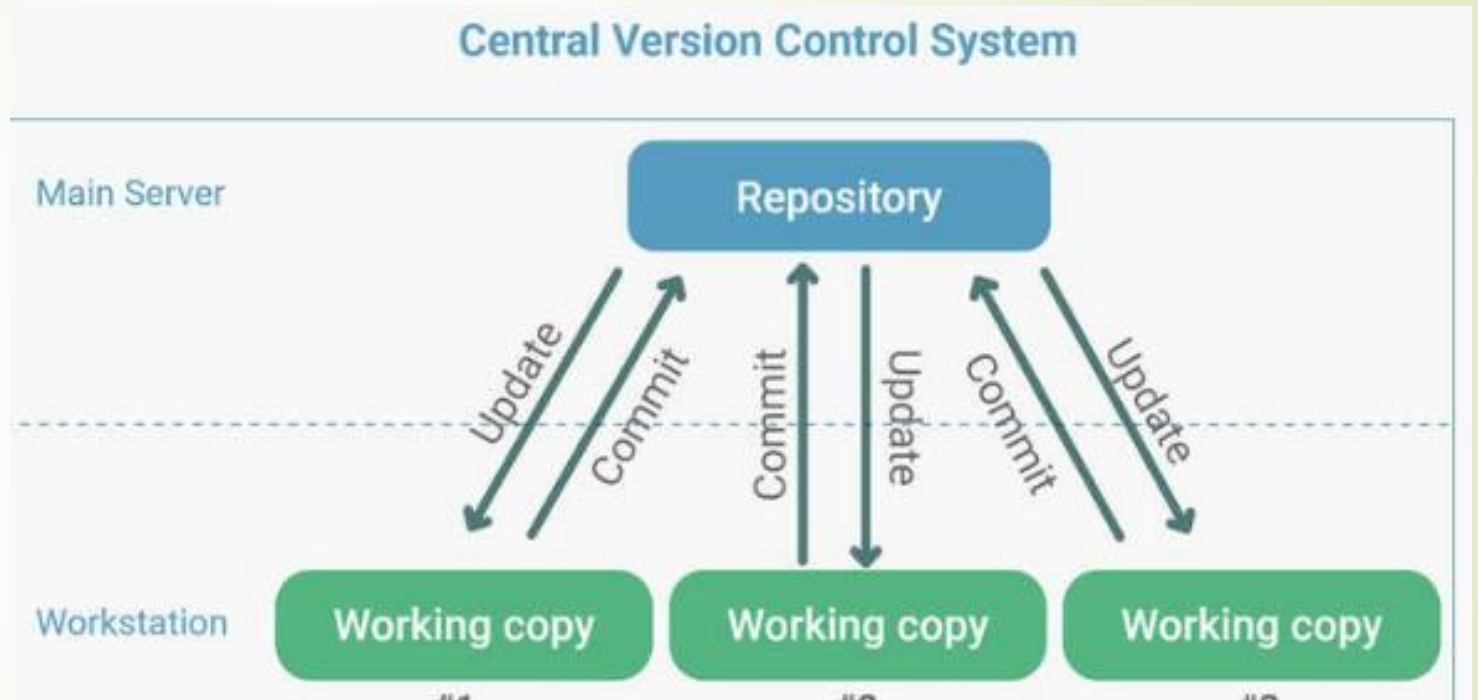 Central Version Control System
Main Server
Repository
Update
Commit
Commit
Update
Commit
Update
Workstation
Working copy
Working copy
Working copy